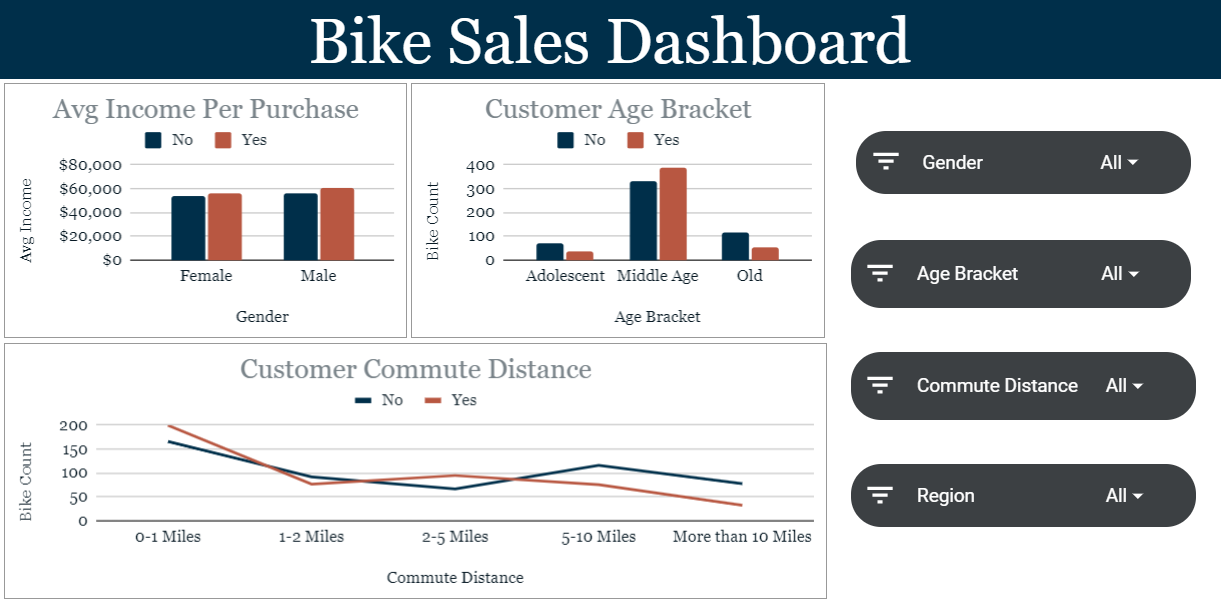 Bike Sales Dashboard
Avg Income Per Purchase
No Yes
Avg Income
$80,000
$60,000
$40,000
$20,000
$0
Female Male
Gender
Customer Age Bracket
No Yes
Bike Count
400
300
200
100
0
Adolescent Middle Age Old
Age Bracket
Customer Commute Distance
No Yes
Bike Count
200
150
100
50
0
0-1 Miles 1-2 Miles 2-5 Miles 5-10 Miles More than 10 Miles
Commute Distance
Gender All
Age Bracket All
Commute Distance All
Region All